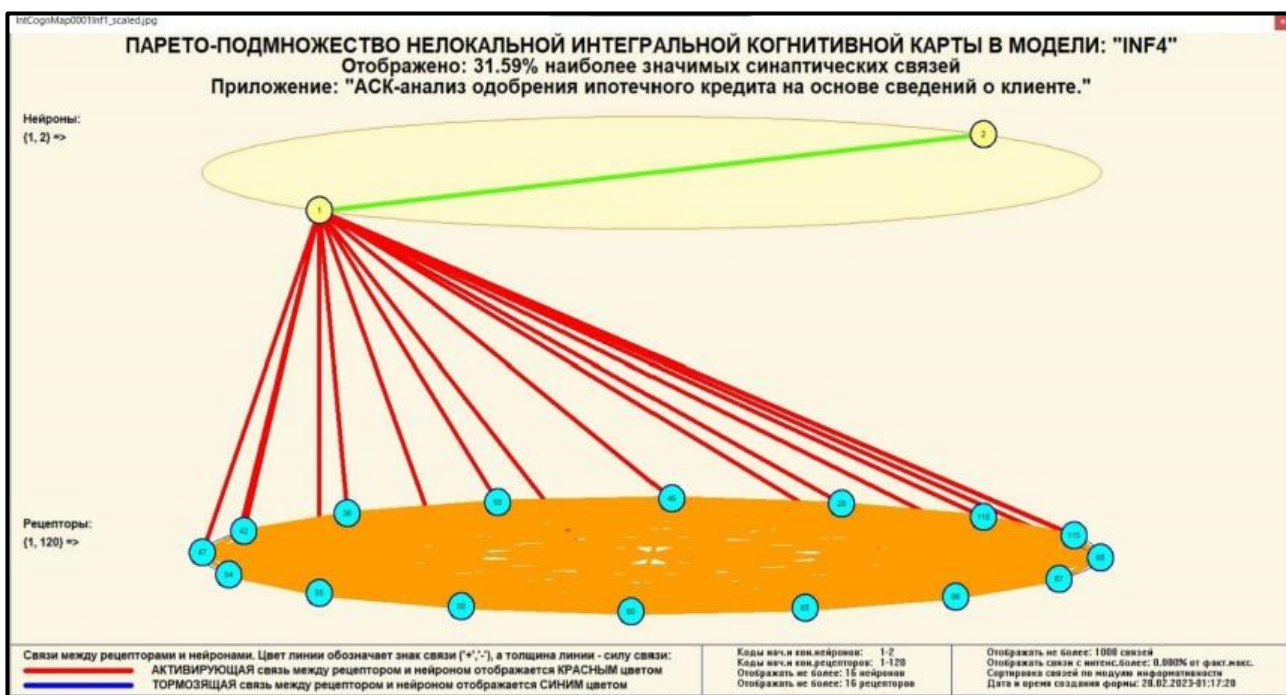 IntCognMap0001Inf1_scaled.jpg
ПАРЕТО-ПОДМНОЖЕСТВО НЕЛОКАЛЬНОЙ ИНТЕГРАЛЬНОЙ КОГНИТИВНОЙ КАРТЫ В МОДЕЛИ: "INF4"
Отображено: 31.59% наиболее значимых синаптических связей
Приложение: "АСК-анализ одобрения ипотечного кредита на основе сведений о клиенте."
Нейроны:
{1, 2} =>
2
1
Рецепторы:
{1, 120} =>
47
42
50
46
28
118
115
68
54
55
58
60
65
66
67
Связи между рецепторами и нейронами. Цвет линии обозначает знак связи ('+','-'), а толщина линии - силу связи:
АКТИВИРУЮЩАЯ связь между рецептором и нейроном отображается КРАСНЫМ цветом
ТОРМОЗЯЩАЯ связь между рецептором и нейроном отображается СИНИМ цветом
Коды нач.и кон.нейронов: 1-2
Коды нач.и кон.рецепторов: 1-120
Отображать не более: 16 нейронов
Отображать не более: 16 рецепторов
Отображать не более: 1000 связей
Отображать связи с интенс.более: 0.000% от факт.макс.
Сортировка связей по модулю информативности
Дата и время создания формы: 20.02.2023-01:17:20